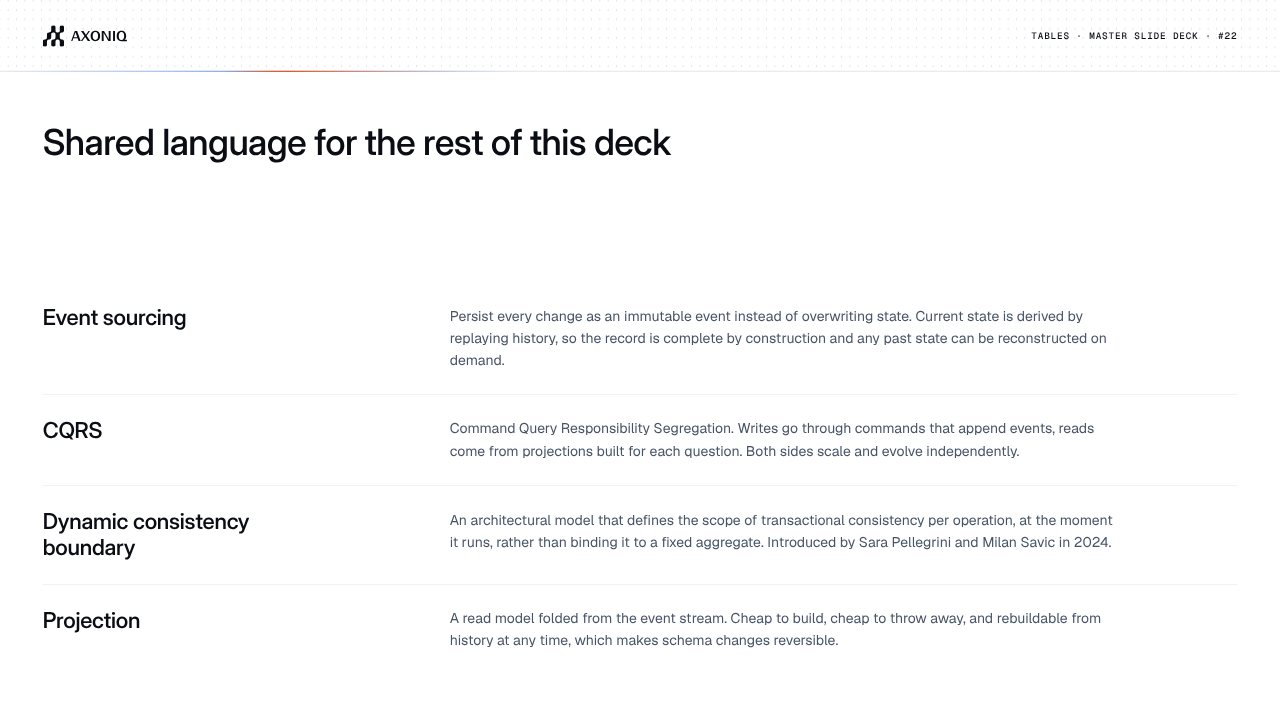 AXONIQ
TABLES · MASTER SLIDE DECK · #22
Shared language for the rest of this deck
Event sourcing
Persist every change as an immutable event instead of overwriting state. Current state is derived by
replaying history, so the record is complete by construction and any past state can be reconstructed on
demand.
CQRS
Command Query Responsibility Segregation. Writes go through commands that append events, reads
come from projections built for each question. Both sides scale and evolve independently.
Dynamic consistency
boundary
An architectural model that defines the scope of transactional consistency per operation, at the moment
it runs, rather than binding it to a fixed aggregate. Introduced by Sara Pellegrini and Milan Savic in 2024.
Projection
A read model folded from the event stream. Cheap to build, cheap to throw away, and rebuildable from
history at any time, which makes schema changes reversible.